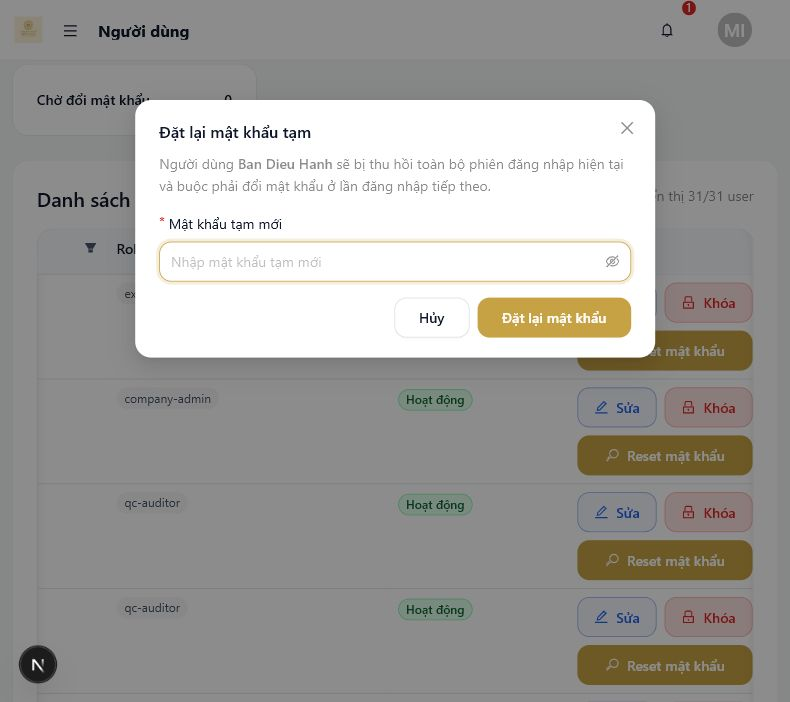 Người dùng
1
MI
Chờ đổi mật khẩu
Đặt lại mật khẩu tạm
Người dùng Ban Dieu Hanh sẽ bị thu hồi toàn bộ phiên đăng nhập hiện tại
và buộc phải đổi mật khẩu ở lần đăng nhập tiếp theo.
* Mật khẩu tạm mới
Nhập mật khẩu tạm mới
Hủy
Đặt lại mật khẩu
Danh sách
thị 31/31 user
Khóa
mật khẩu
company-admin
Hoạt động
Sửa
Khóa
Reset mật khẩu
qc-auditor
Hoạt động
Sửa
Khóa
Reset mật khẩu
qc-auditor
Hoạt động
Sửa
Khóa
Reset mật khẩu
N